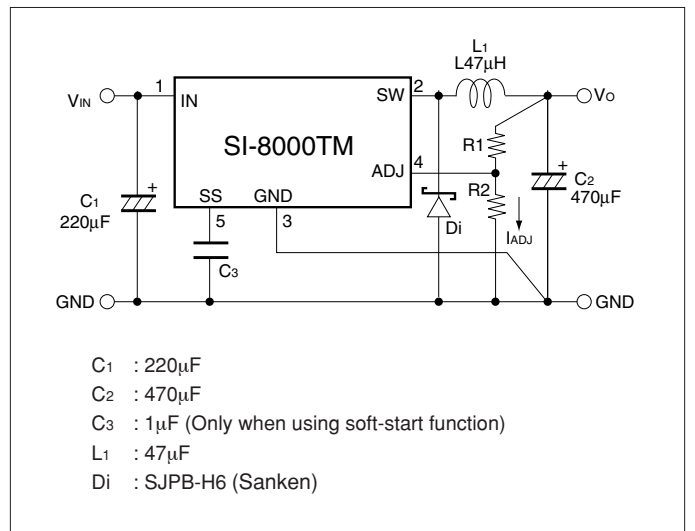 L1
L47μH
VIN
1
IN
SW
2
VO
SI-8000TM
R1
ADJ
4
C1
220μF
+
SS
GND
5
3
R2
IADJ
Di
+
C2
470μF
C3
GND
GND
C1 : 220μF
C2 : 470μF
C3 : 1μF (Only when using soft-start function)
L1 : 47μF
Di : SJPB-H6 (Sanken)